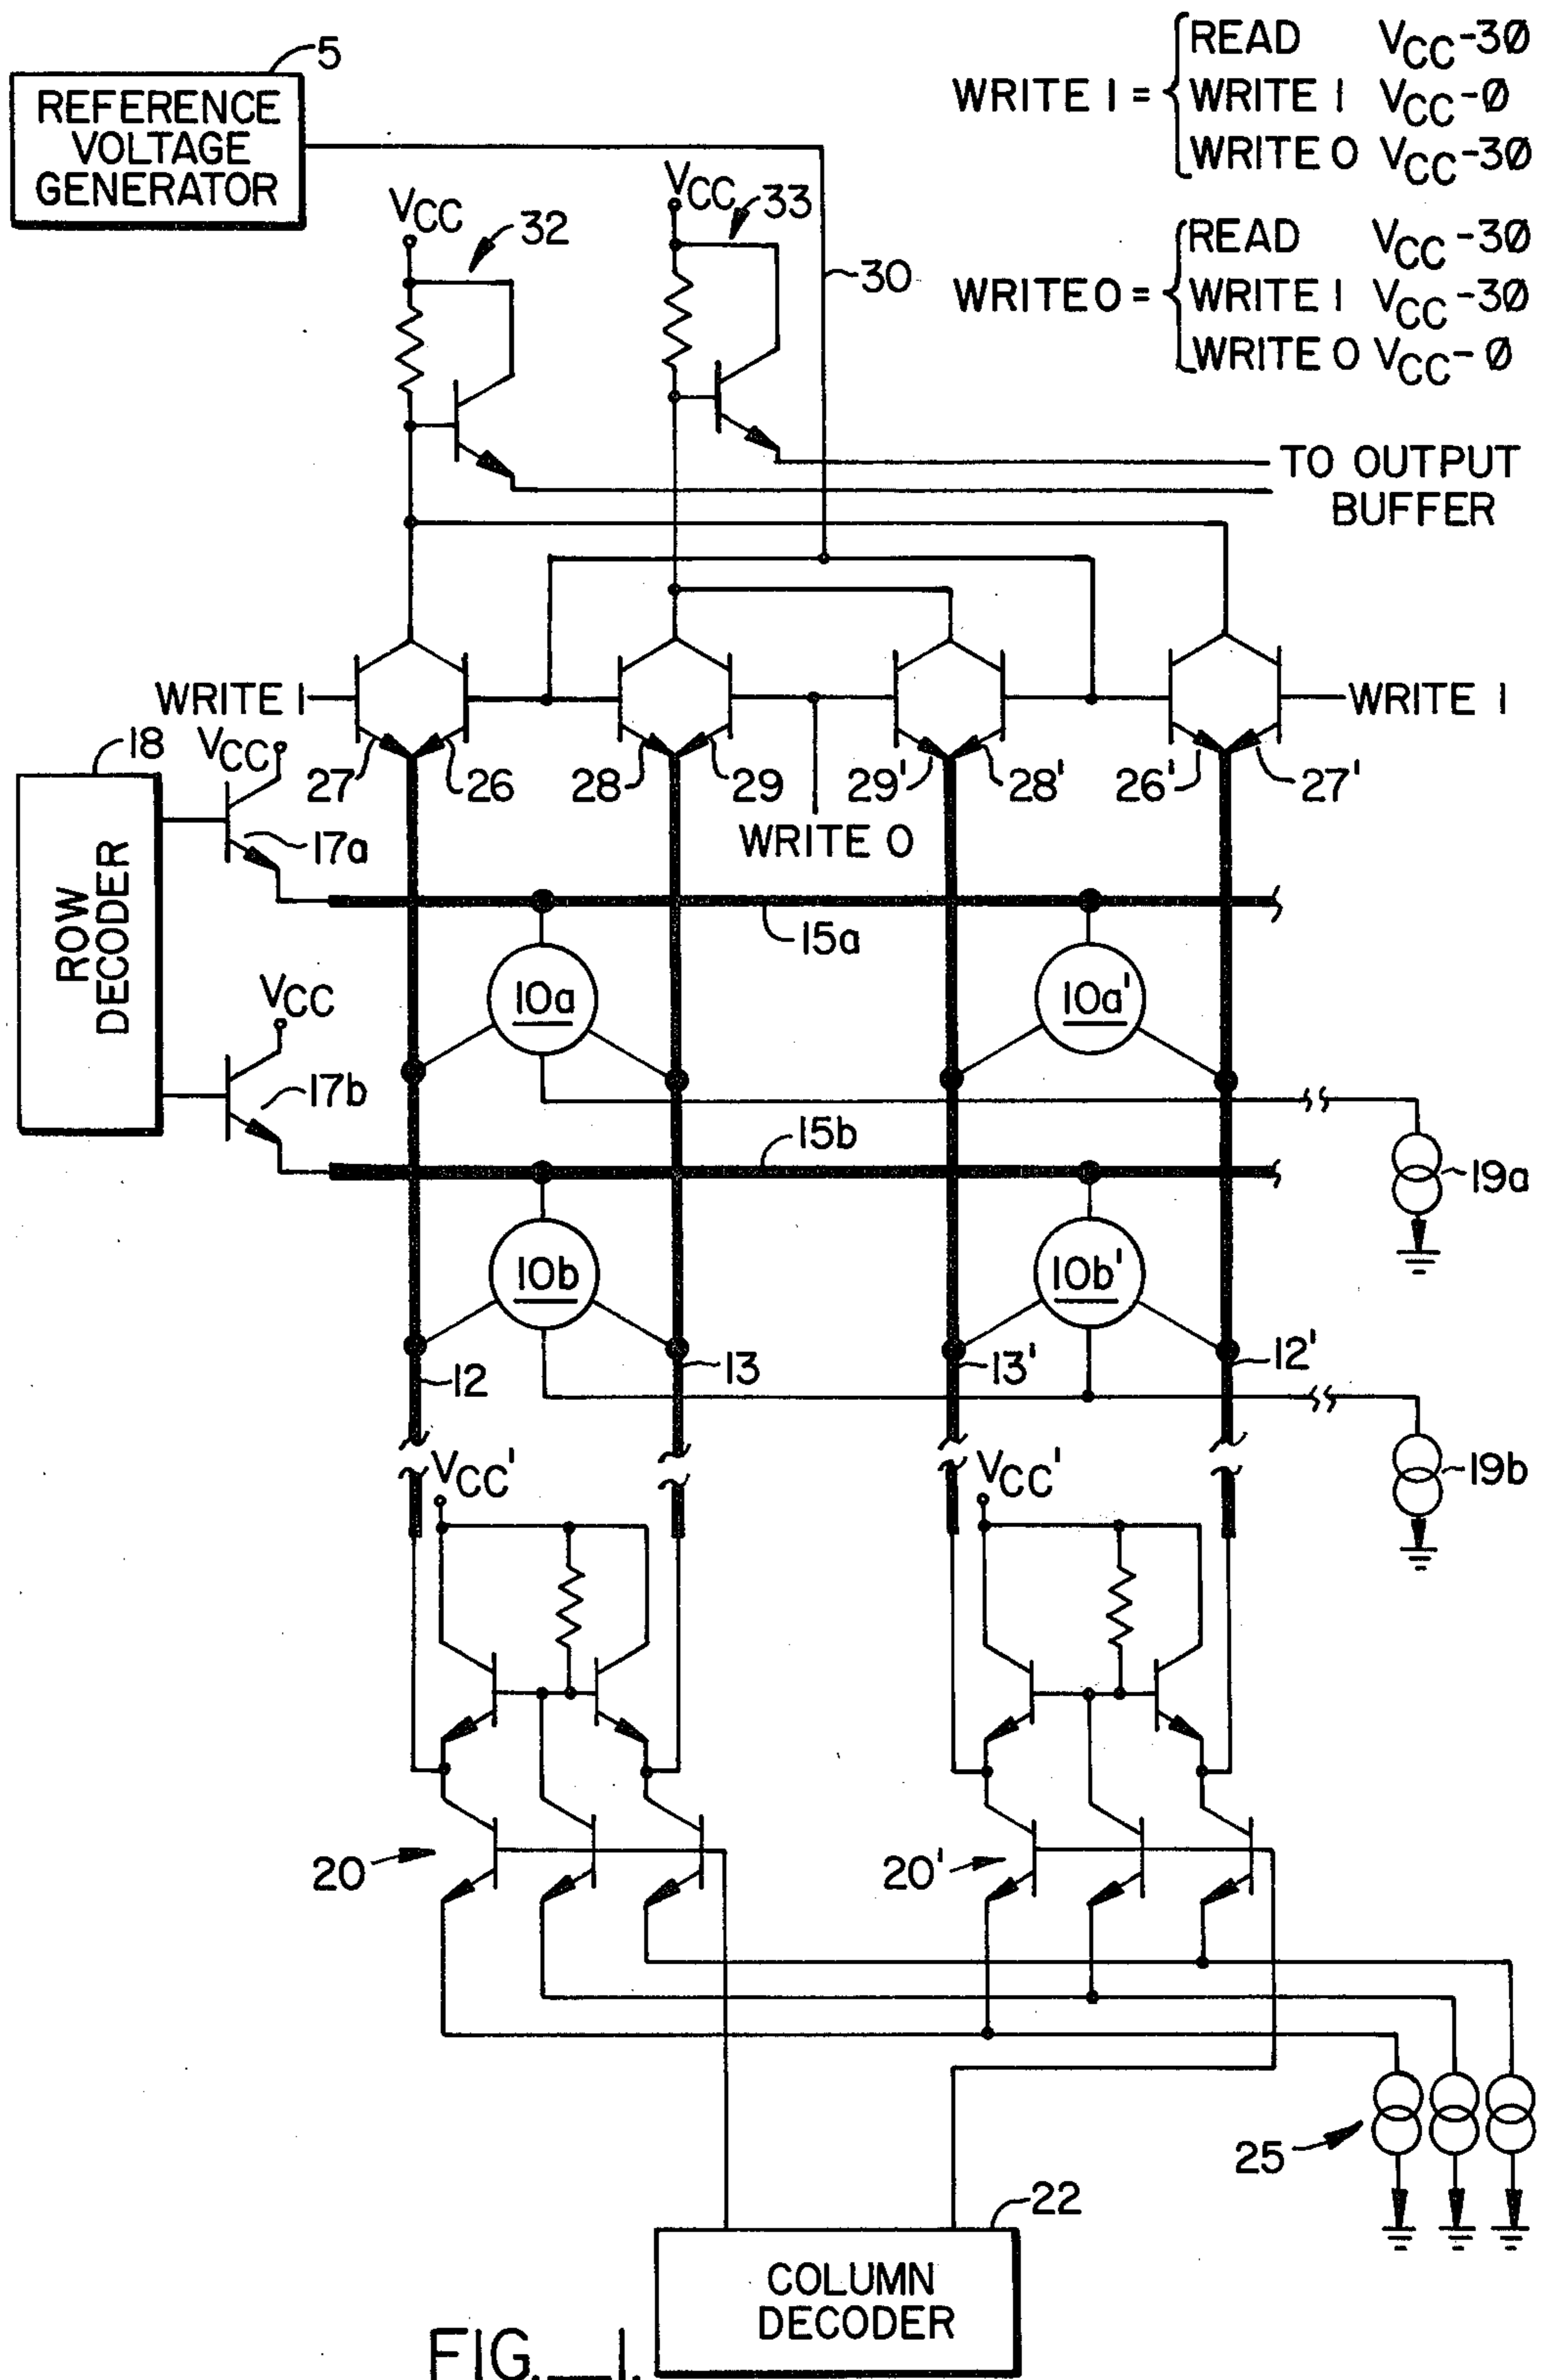 5
REFERENCE
VOLTAGE
GENERATOR
WRITE 1 = { READ VCC-3Ø
WRITE 1 VCC-Ø
WRITE 0 VCC-3Ø
WRITE 0 = { READ VCC-3Ø
WRITE 1 VCC-3Ø
WRITE 0 VCC-Ø
VCC
32
VCC
33
30
TO OUTPUT
BUFFER
WRITE 1
WRITE 1
27
26
28
29
29'
28'
26'
27'
WRITE 0
18
VCC
17a
ROW
DECODER
15a
10a
10a'
VCC
17b
15b
19a
10b
10b'
12
13
13'
12'
VCC'
VCC'
19b
20
20'
25
22
COLUMN
DECODER
FIG.__1.